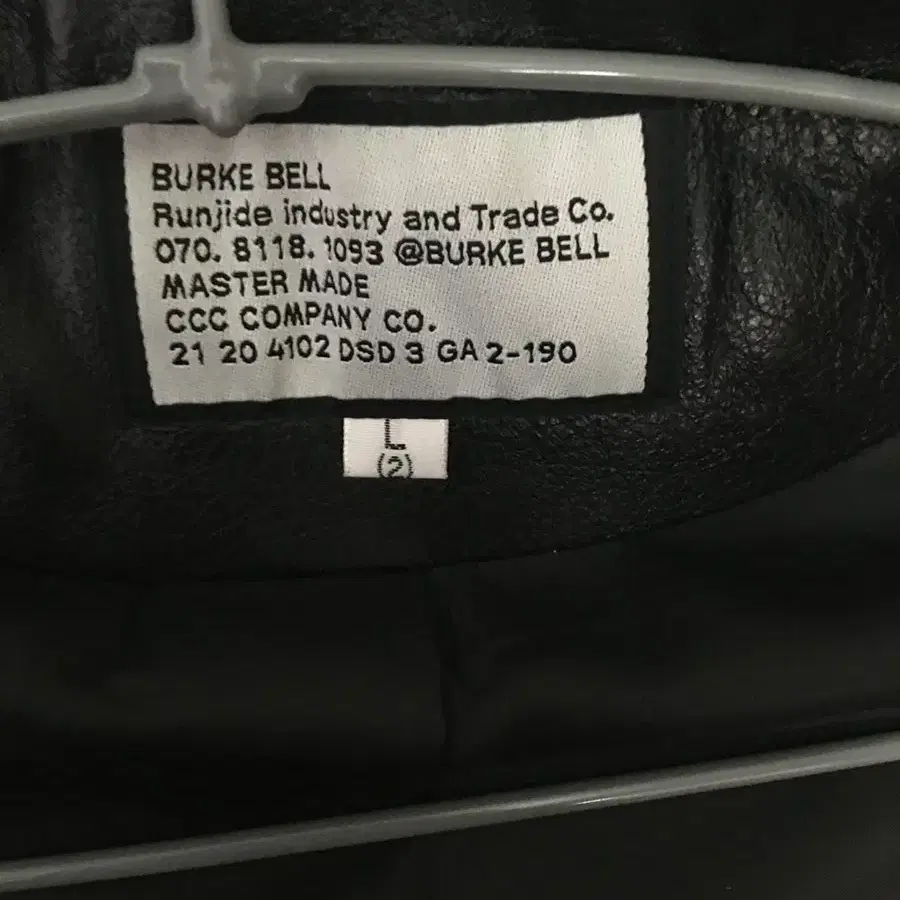 BURKE BELL
Runjide industry and Trade Co.
070. 8118. 1093 @BURKE BELL
MASTER MADE
CCC COMPANY CO.
21 20 4102 DSD 3 GA 2-190
L
(2)